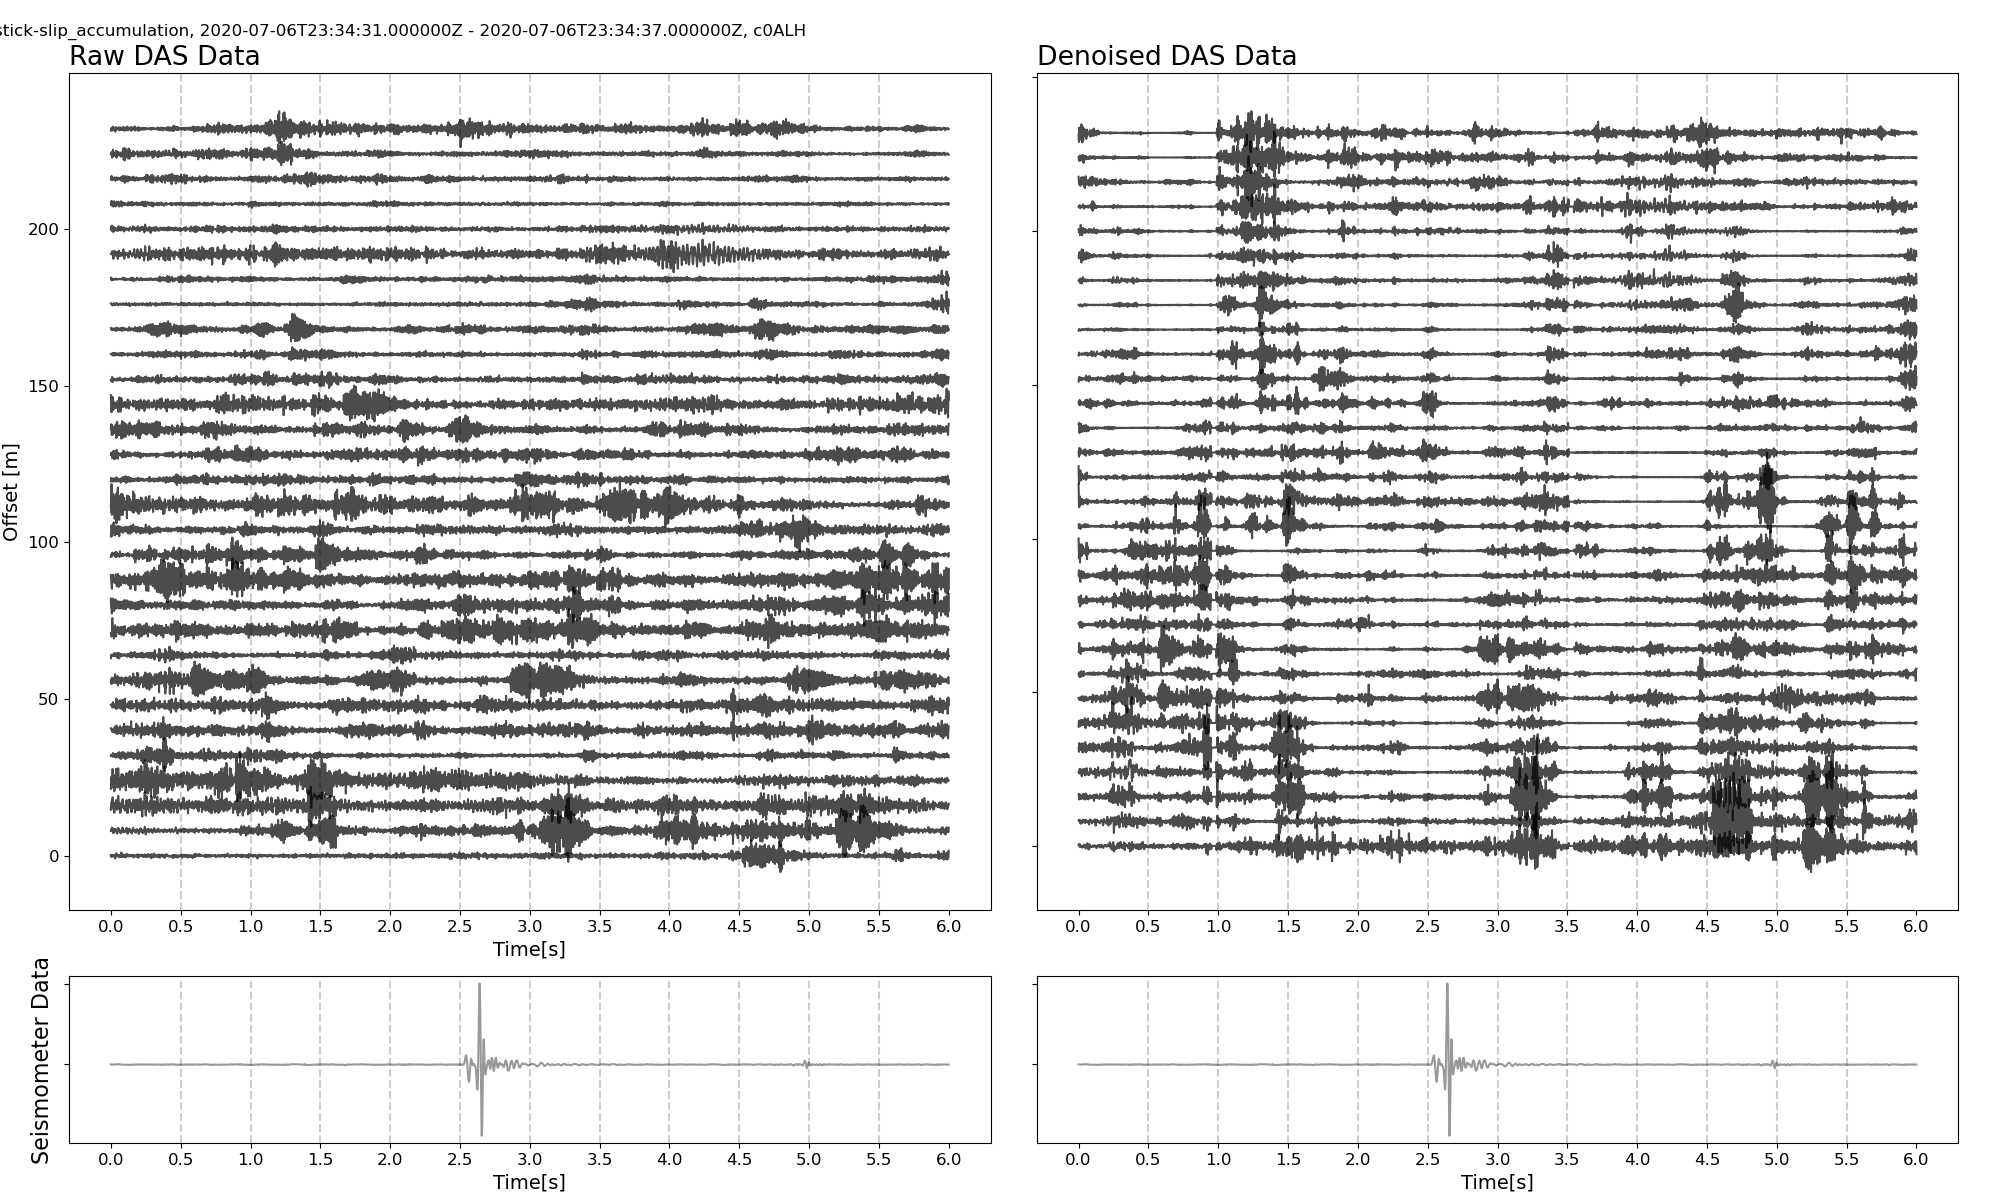 stick-slip_accumulation, 2020-07-06T23:34:31.000000Z - 2020-07-06T23:34:37.000000Z, c0ALH
Raw DAS Data
Denoised DAS Data
Offset [m]
200
150
100
50
0
0.0 0.5 1.0 1.5 2.0 2.5 3.0 3.5 4.0 4.5 5.0 5.5 6.0
Time[s]
0.0 0.5 1.0 1.5 2.0 2.5 3.0 3.5 4.0 4.5 5.0 5.5 6.0
Seismometer Data
0.0 0.5 1.0 1.5 2.0 2.5 3.0 3.5 4.0 4.5 5.0 5.5 6.0
Time[s]
0.0 0.5 1.0 1.5 2.0 2.5 3.0 3.5 4.0 4.5 5.0 5.5 6.0
Time[s]